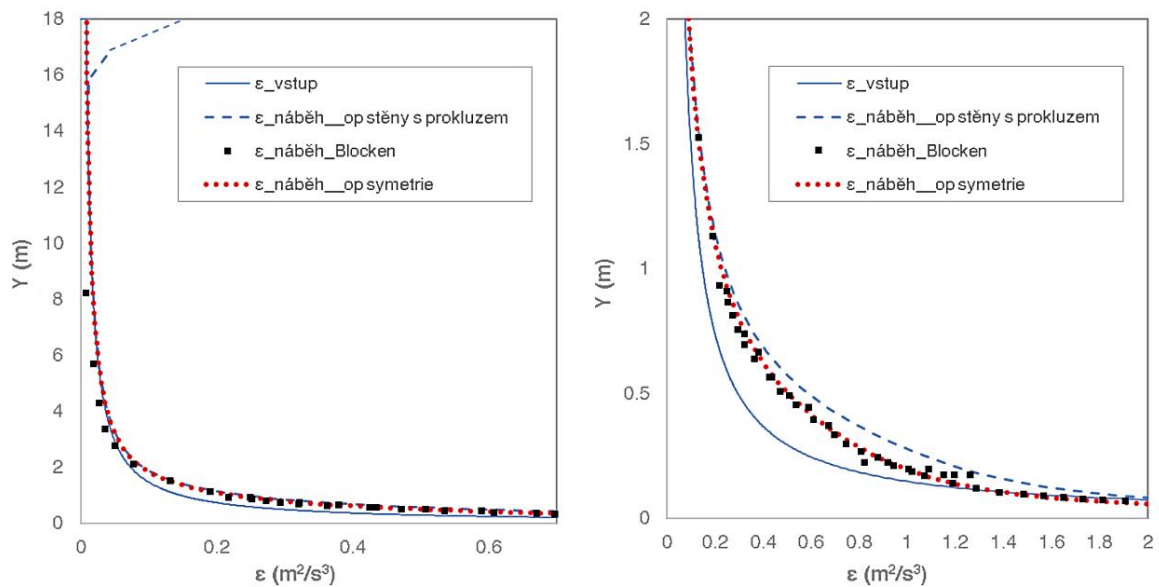 18
16
14
12
10
8
6
4
2
0
Y (m)
ε_vstup
ε_náběh__op stěny s prokluzem
ε_náběh_Blocken
ε_náběh__op symetrie
0
0.2
0.4
0.6
ε (m²/s³)
2
1.5
1
0.5
0
Y (m)
ε_vstup
ε_náběh__op stěny s prokluzem
ε_náběh_Blocken
ε_náběh__op symetrie
0
0.2
0.4
0.6
0.8
1
1.2
1.4
1.6
1.8
2
ε (m²/s³)